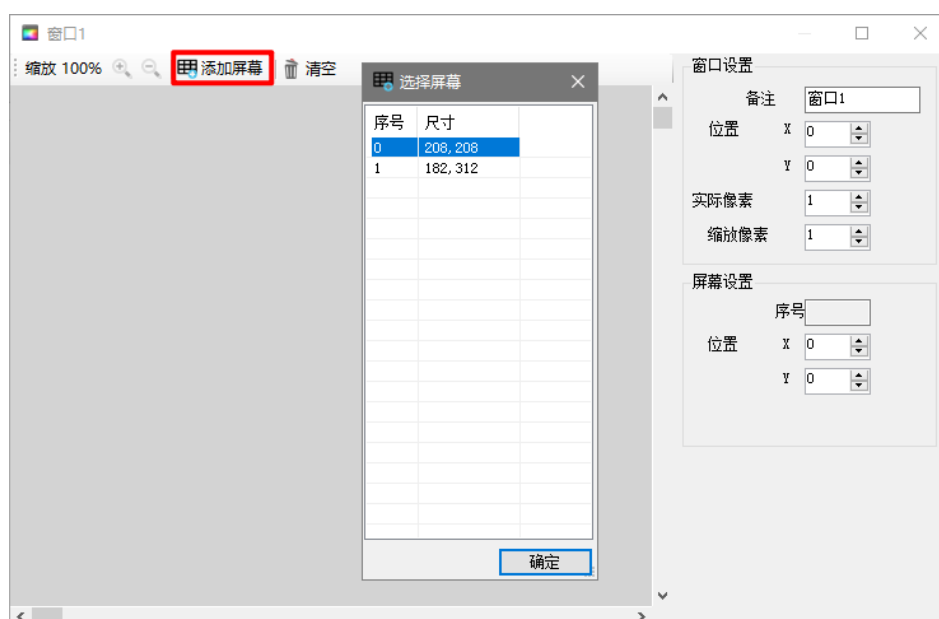 窗口1
缩放 100% 添加屏幕 清空
选择屏幕
序号 尺寸
0 208, 208
1 182, 312
确定
窗口设置
备注 窗口1
位置 X 0
Y 0
实际像素 1
缩放像素 1
屏幕设置
序号
位置 X 0
Y 0